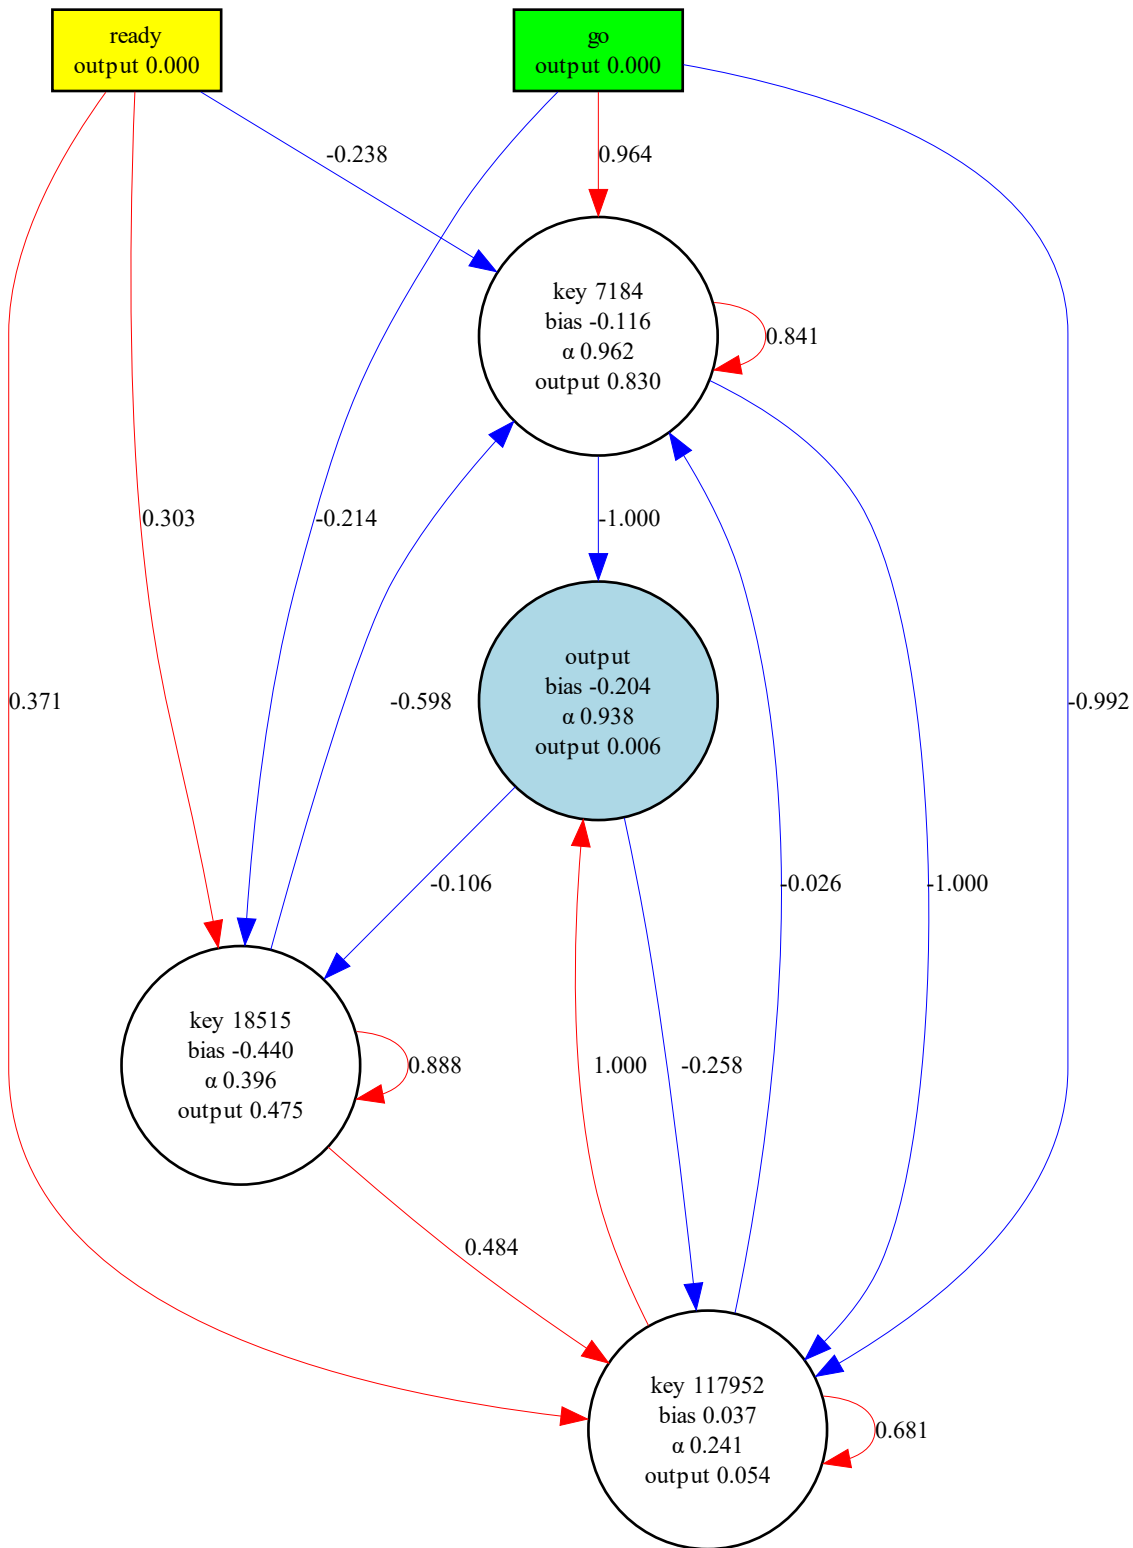 ready
output 0.000
go
output 0.000
-0.238
0.964
key 7184
bias -0.116
α 0.962
output 0.830
0.841
0.303
-0.214
-1.000
output
bias -0.204
α 0.938
output 0.006
0.371
-0.598
-0.992
-0.106
-0.026
-1.000
key 18515
bias -0.440
α 0.396
output 0.475
0.888
1.000
-0.258
0.484
key 117952
bias 0.037
α 0.241
output 0.054
0.681